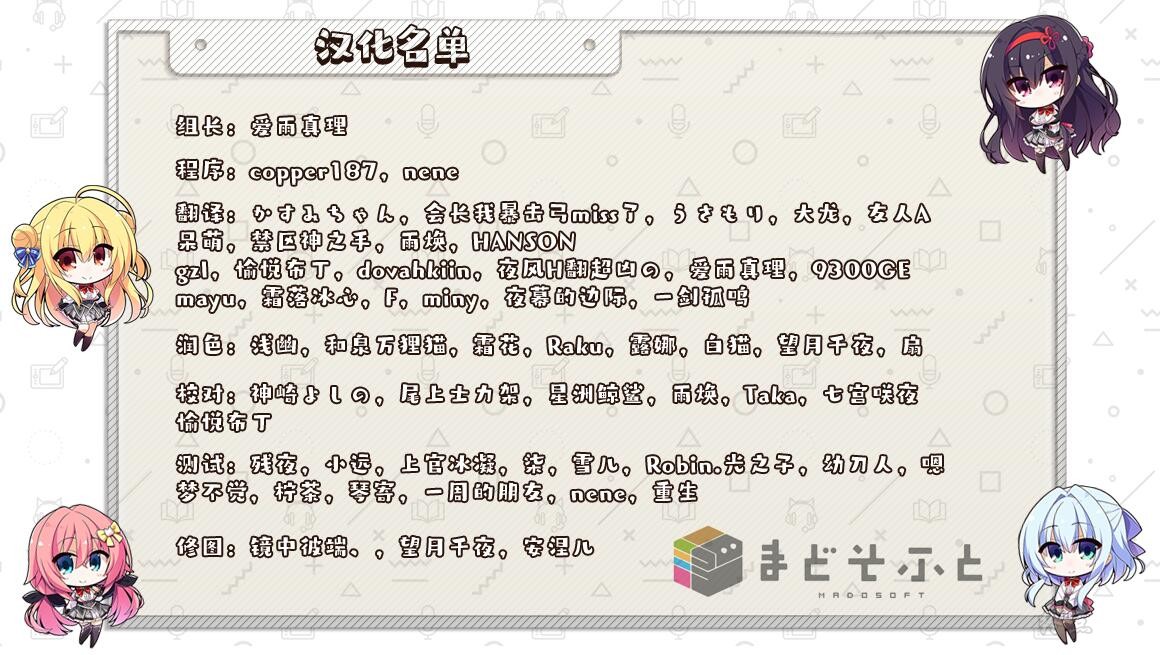 汉化名单
组长：爱雨真理
程序：copper187，nene
翻译：かすみちゃん，会长我暴击弓miss了，うさもり，大龙，友人A
呆萌，禁区神之手，雨焕，HANSON
gzl，愉悦布丁，dovahkiin，夜风H翻超凶の，爱雨真理，9300GE
mayu，霜落冰心，F，miny，夜幕的边际，一剑孤鸣
润色：浅幽，和泉万狸猫，霜花，Raku，露娜，白猫，望月千夜，扇
校对：神崎よしの，尾上士力架，星洲鲸鲨，雨焕，Taka，七宫咲夜
愉悦布丁
测试：残夜，小远，上官冰凝，柒，雪儿，Robin.光之子，幼刀人，嗯
梦不觉，柠茶，琴寄，一周的朋友，nene，重生
修图：镜中彼端、，望月千夜，安涅儿
まどそふと
MADOSOFT